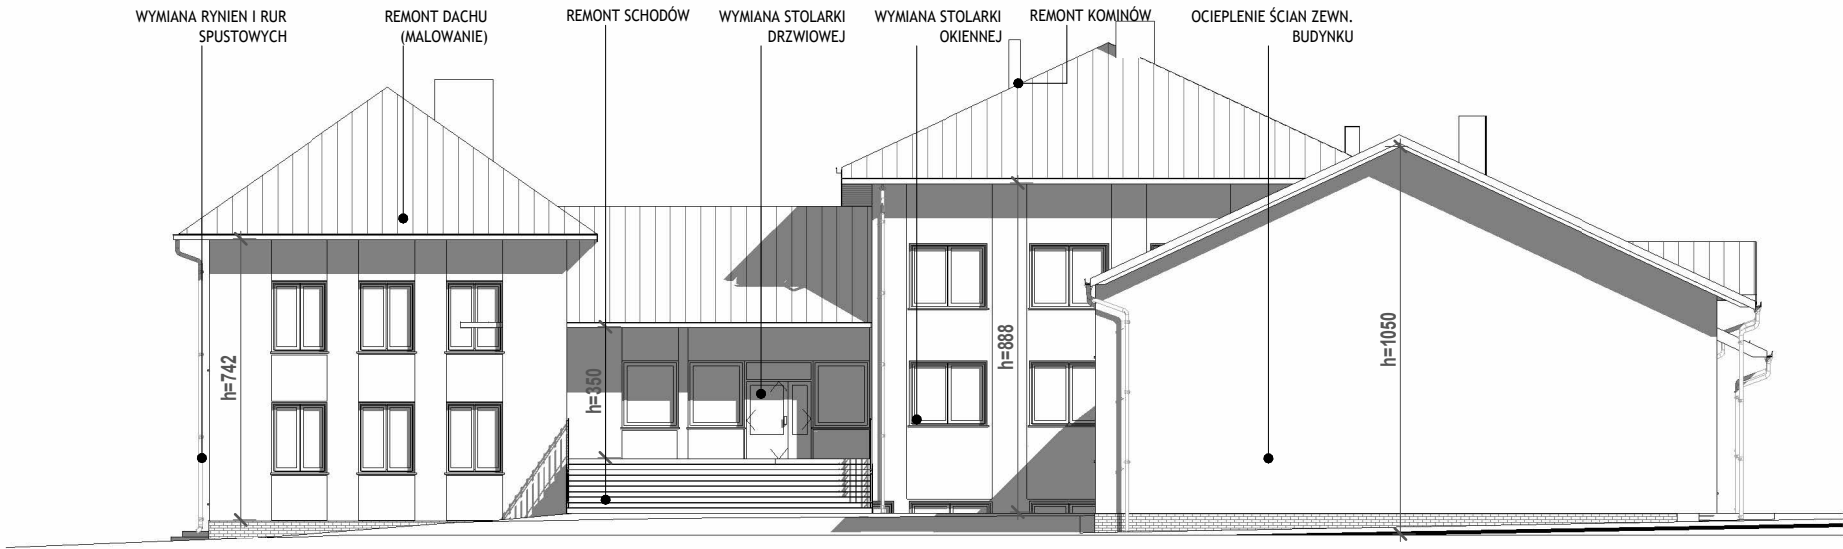 WYMIANA RYNIEN I RUR
SPUSTOWYCH
REMONT DACHU
(MALOWANIE)
REMONT SCHODÓW
WYMIANA STOLARKI
DRZWIOWEJ
WYMIANA STOLARKI
OKIENNEJ
REMONT KOMINÓW
OCIEPLENIE ŚCIAN ZEWN.
BUDYNKU
h=742
h=350
h=888
h=1050